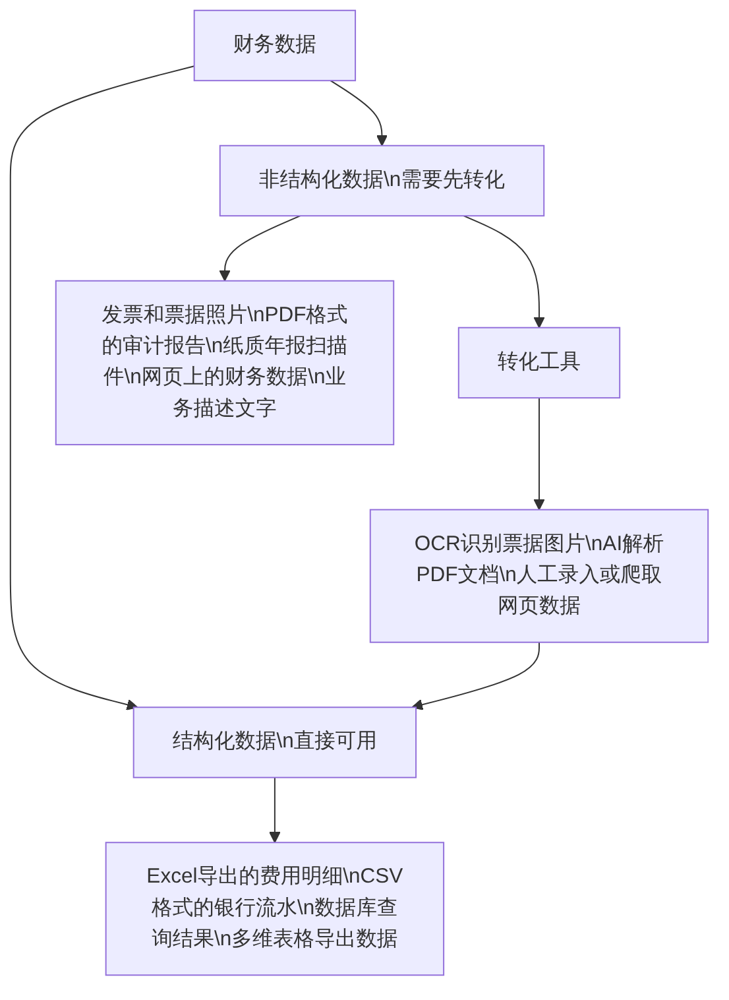 财务数据
非结构化数据\n需要先转化
发票和票据照片\nPDF格式
的审计报告\n纸质年报扫描
件\n网页上的财务数据\n业
务描述文字
转化工具
OCR识别票据图片\nAI解析
PDF文档\n人工录入或爬取
网页数据
结构化数据\n直接可用
Excel导出的费用明细\nCSV
格式的银行流水\n数据库查
询结果\n多维表格导出数据